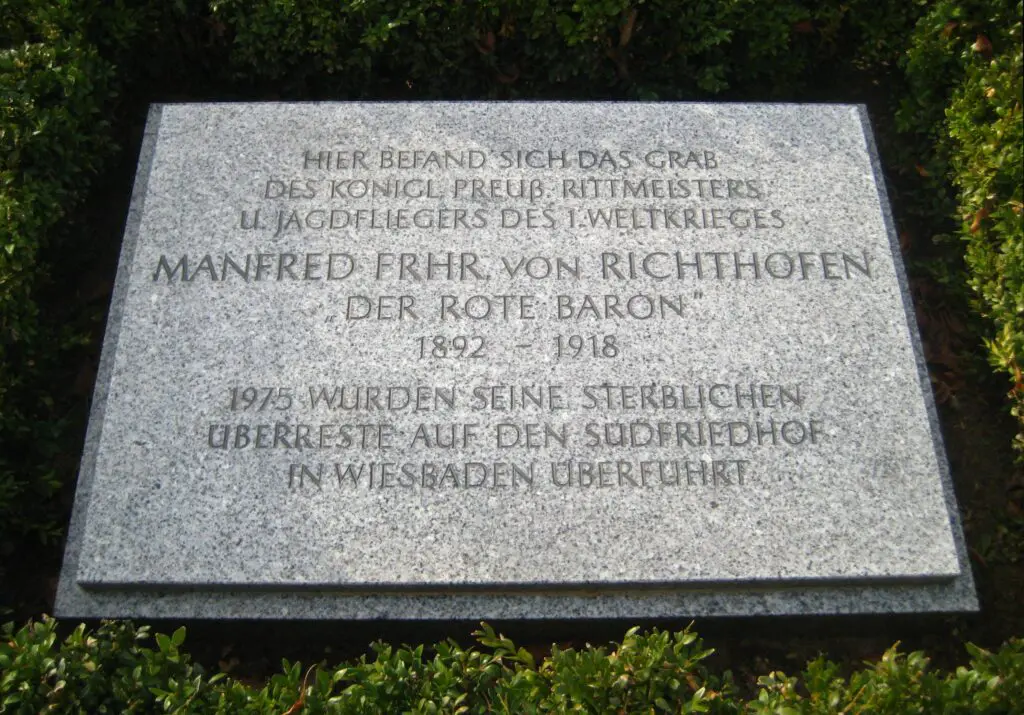 HIER BEFAND SICH DAS GRAB
DES KÖNIGL. PREUß. RITTMEISTERS
U. JAGDFLIEGERS DES 1. WELTKRIEGES
MANFRED FRHR. VON RICHTHOFEN
„DER ROTE BARON"
1892 – 1918
1975 WURDEN SEINE STERBLICHEN
ÜBERRESTE AUF DEN SÜDFRIEDHOF
IN WIESBADEN ÜBERFÜHRT